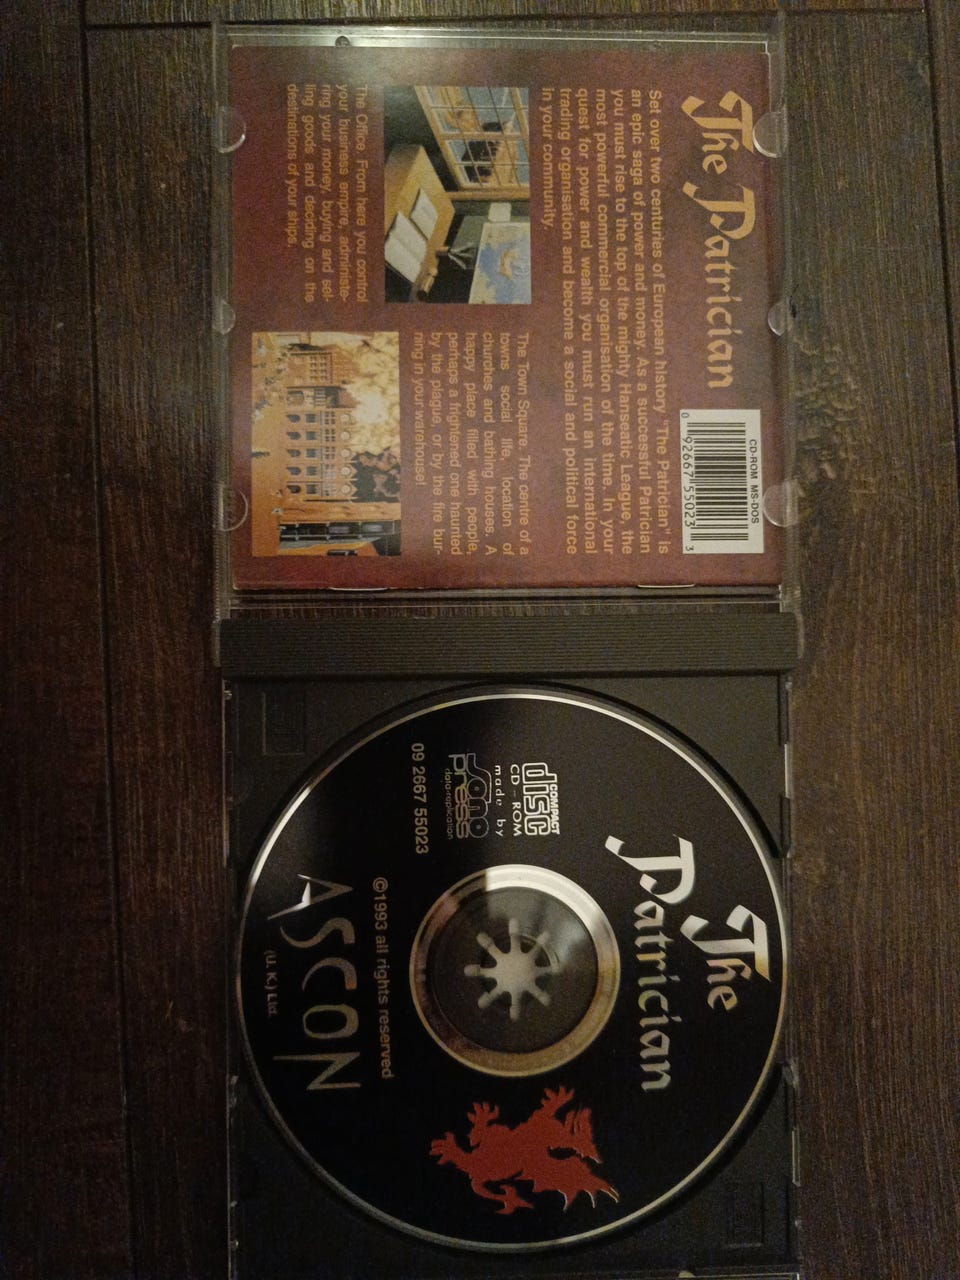 The Patrician
Set over two centuries of European history "The Patrician" is
an epic saga of power and money. As a successful Patrician
you must rise to the top of the mighty Hanseatic League, the
most powerful commercial organisation of the time. In your
quest for power and wealth you must run an international
trading organisation and become a social and political force
in your community.
The Office. From here you control
your business empire, administe-
ring your money, buying and sel-
ling goods and deciding on the
destinations of your ships.
The Town Square. The centre of a
towns social life, location of
churches and bathing houses. A
happy place filled with people,
perhaps a frightened one haunted
by the plague, or by the fire bur-
ning in your warehouse!
CD-ROM MS-DOS
0 92667 55023 3
The
Patrician
COMPACT
disc
CD-ROM
made by
sono
press
data-replication
09 2667 55023
©1993 all rights reserved
ASCON
(U. K.) Ltd.